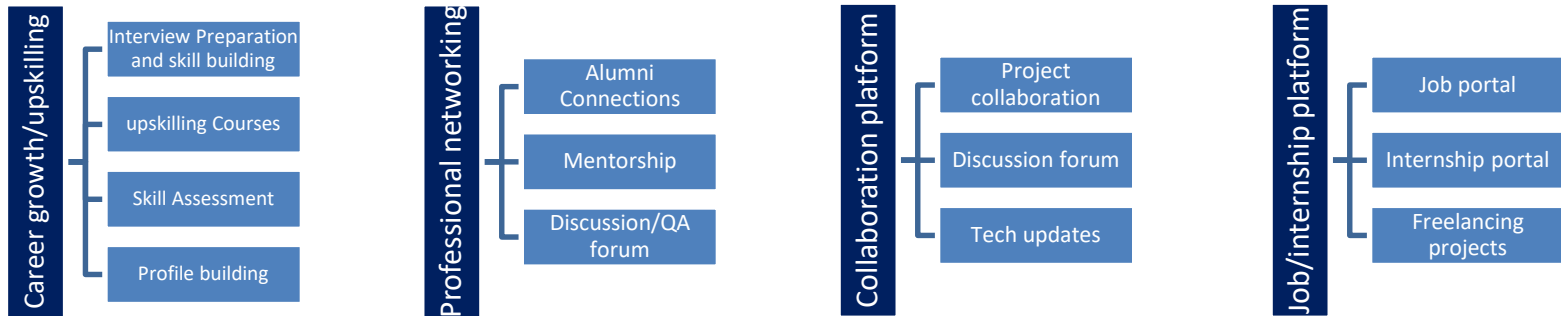 Career growth/upskilling
Interview Preparation
and skill building
upskilling Courses
Skill Assessment
Profile building
Professional networking
Alumni
Connections
Mentorship
Discussion/QA
forum
Collaboration platform
Project
collaboration
Discussion forum
Tech updates
Job/internship platform
Job portal
Internship portal
Freelancing
projects